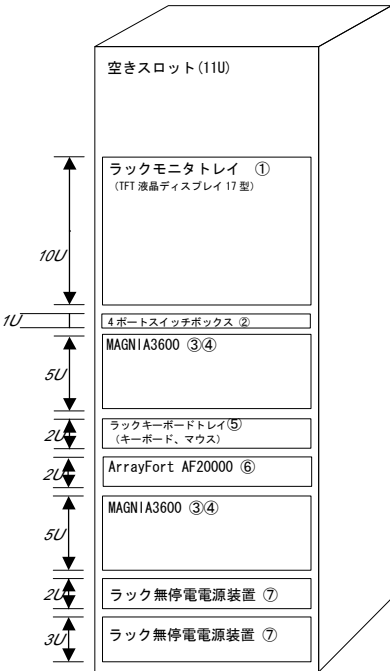 空きスロット(11U)
ラックモニタトレイ ①
(TFT 液晶ディスプレイ 17 型)
10U
1U
4 ポートスイッチボックス ②
MAGNIA3600 ③④
5U
ラックキーボードトレイ⑤
(キーボード、マウス)
2U
ArrayFort AF20000 ⑥
2U
MAGNIA3600 ③④
5U
ラック無停電電源装置 ⑦
2U
ラック無停電電源装置 ⑦
3U